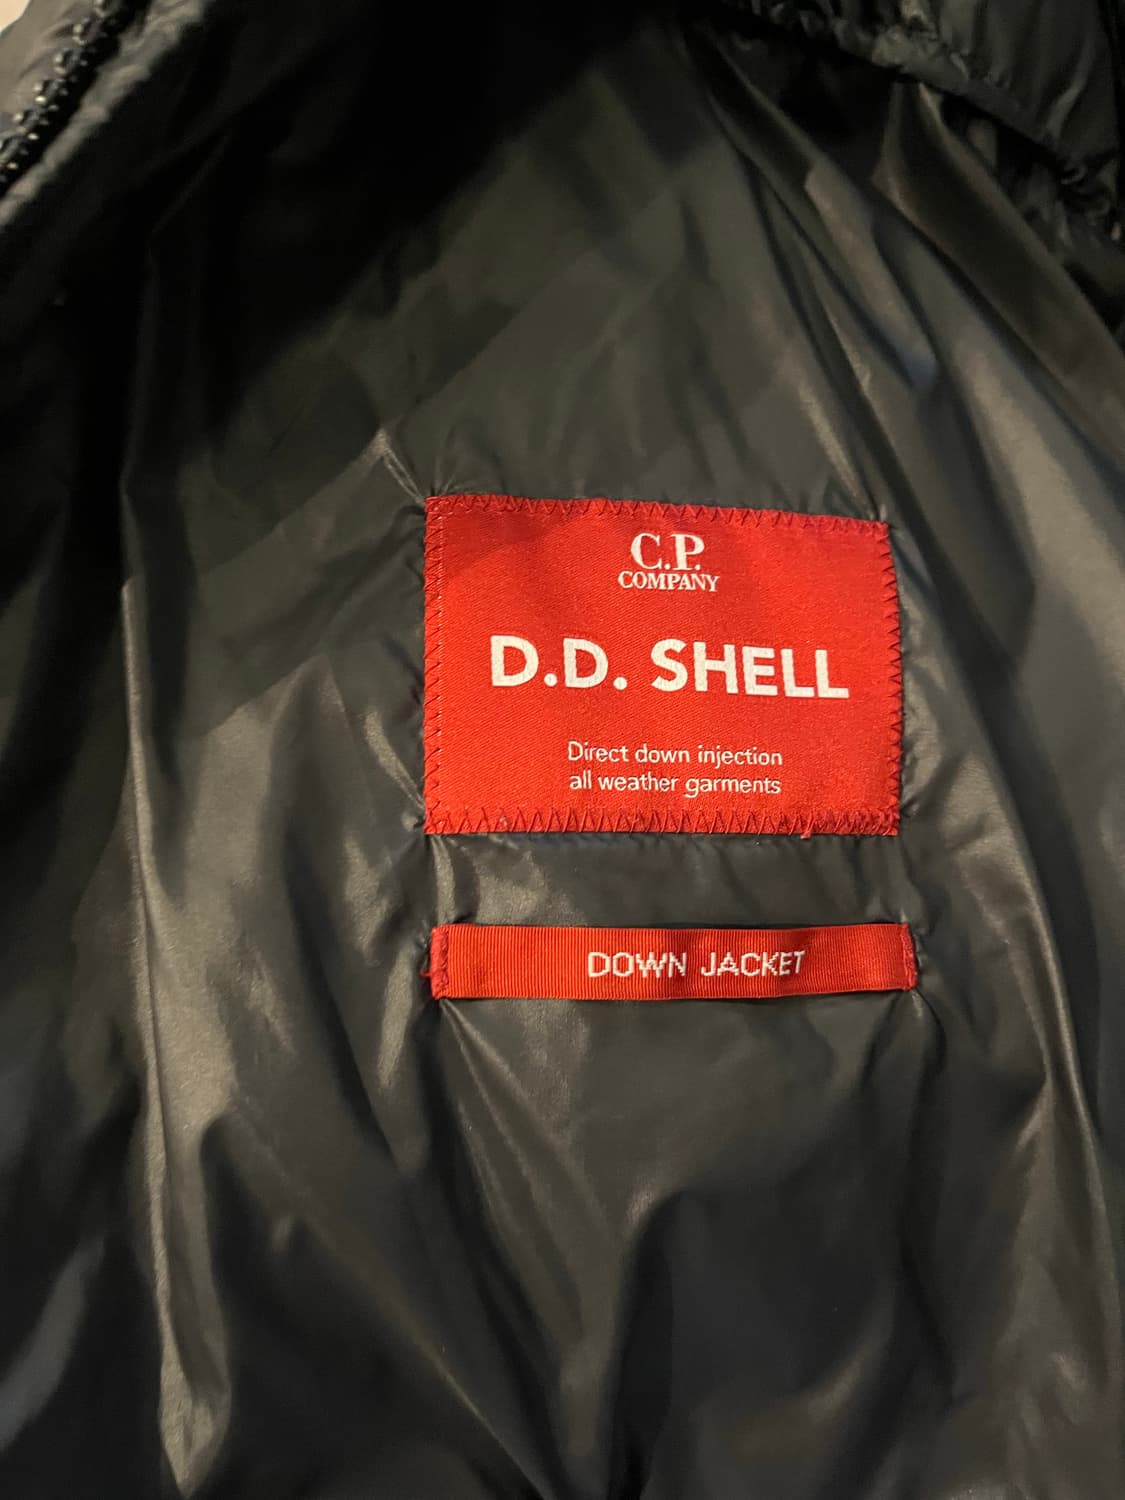 C.P.
COMPANY
D.D. SHELL
Direct down injection
all weather garments
DOWN JACKET